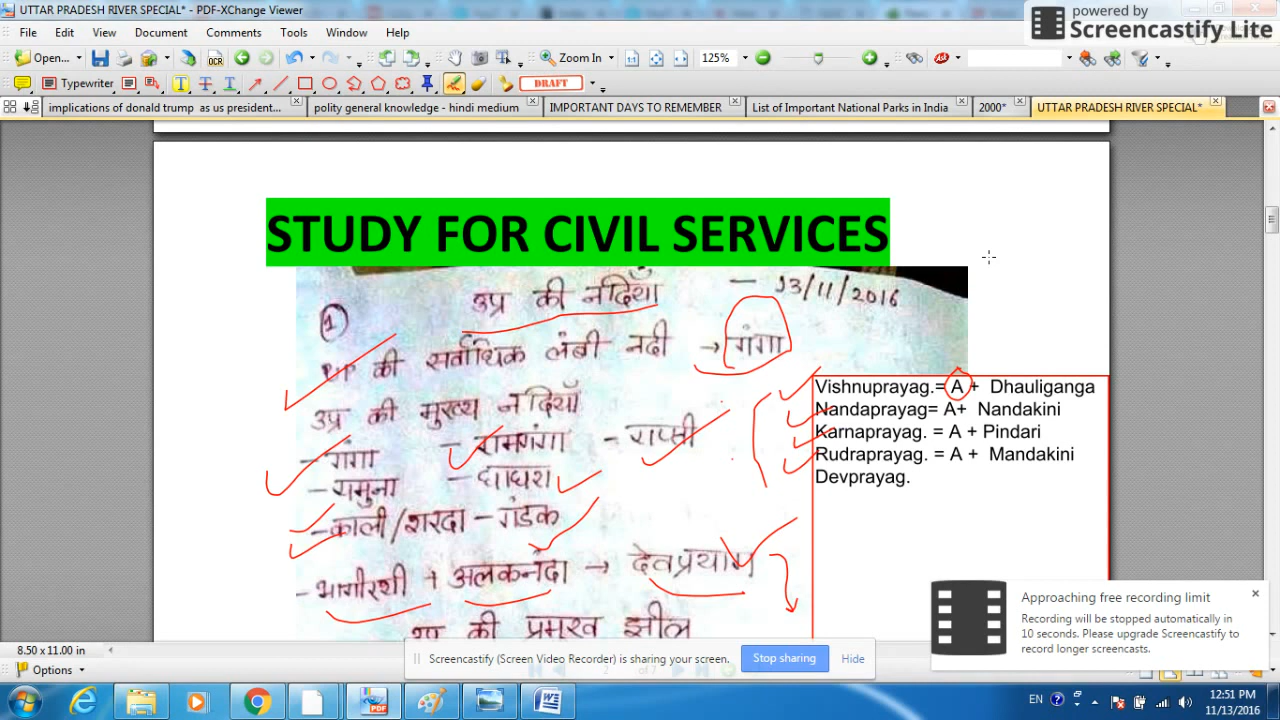 UTTAR PRADESH RIVER SPECIAL* - PDF-XChange Viewer
powered by
Screencastify Lite
File Edit View Document Comments Tools Window Help
Open... OCR Zoom In 125%
Typewriter DRAFT
implications of donald trump as us president... polity general knowledge - hindi medium IMPORTANT DAYS TO REMEMBER List of Important National Parks in India 2000* UTTAR PRADESH RIVER SPECIAL*
STUDY FOR CIVIL SERVICES
उप्र की नदियाँ — 13/11/2016
① की सर्वाधिक लंबी नदी → गंगा
उप्र की मुख्य नदियाँ
- गंगा - रामगंगा - राप्ती
- यमुना - घाघरा
- काली/शरदा - गंडक
- भागीरथी + अलकनंदा → देवप्रयाग
की प्रमुख झील
Vishnuprayag.= A + Dhauliganga
Nandaprayag= A+ Nandakini
Karnaprayag. = A + Pindari
Rudraprayag. = A + Mandakini
Devprayag.
Approaching free recording limit
Recording will be stopped automatically in
10 seconds. Please upgrade Screencastify to
record longer screencasts.
8.50 x 11.00 in
Screencastify (Screen Video Recorder) is sharing your screen. Stop sharing Hide
Options
EN 12:51 PM
11/13/2016